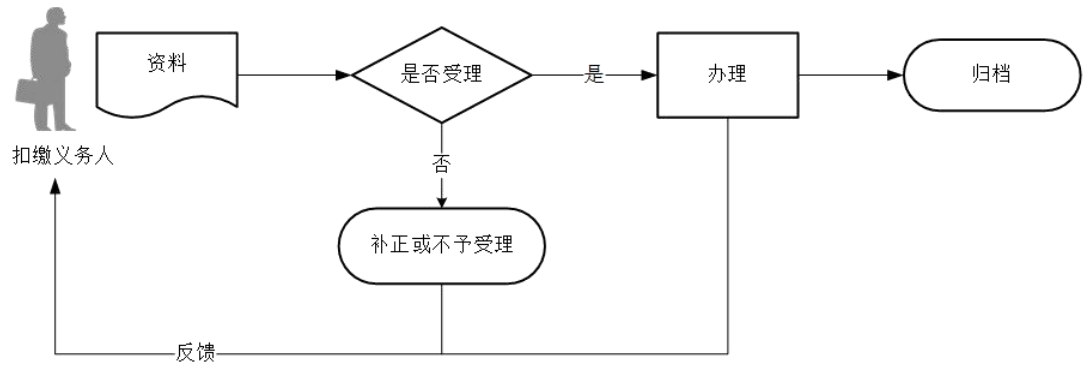 扣缴义务人
资料
是否受理
是
办理
归档
否
补正或不予受理
反馈